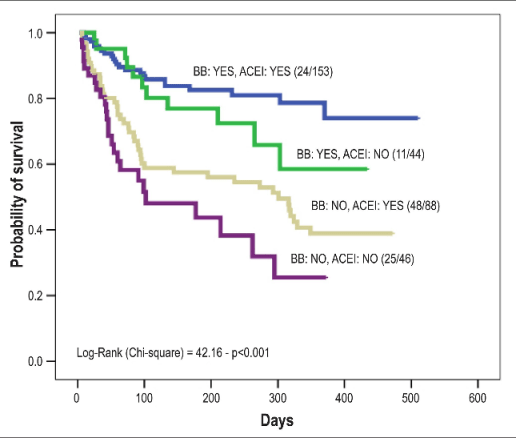 1.0
BB: YES, ACEI: YES (24/153)
0.8
BB: YES, ACEI: NO (11/44)
0.6
BB: NO, ACEI: YES (48/88)
0.4
BB: NO, ACEI: NO (25/46)
0.2
Log-Rank (Chi-square) = 42.16 - p<0.001
0.0
Probability of survival
0 100 200 300 400 500 600
Days